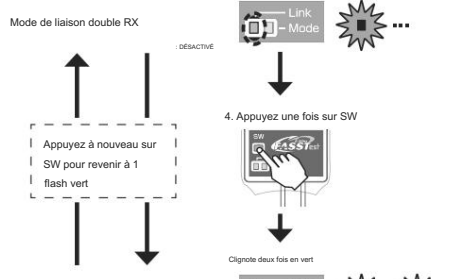 Mode de liaison double RX
: DÉSACTIVÉ
Link
Mode
4. Appuyez une fois sur SW
SW
FASSTest
Appuyez à nouveau sur
SW pour revenir à 1
flash vert
Clignote deux fois en vert